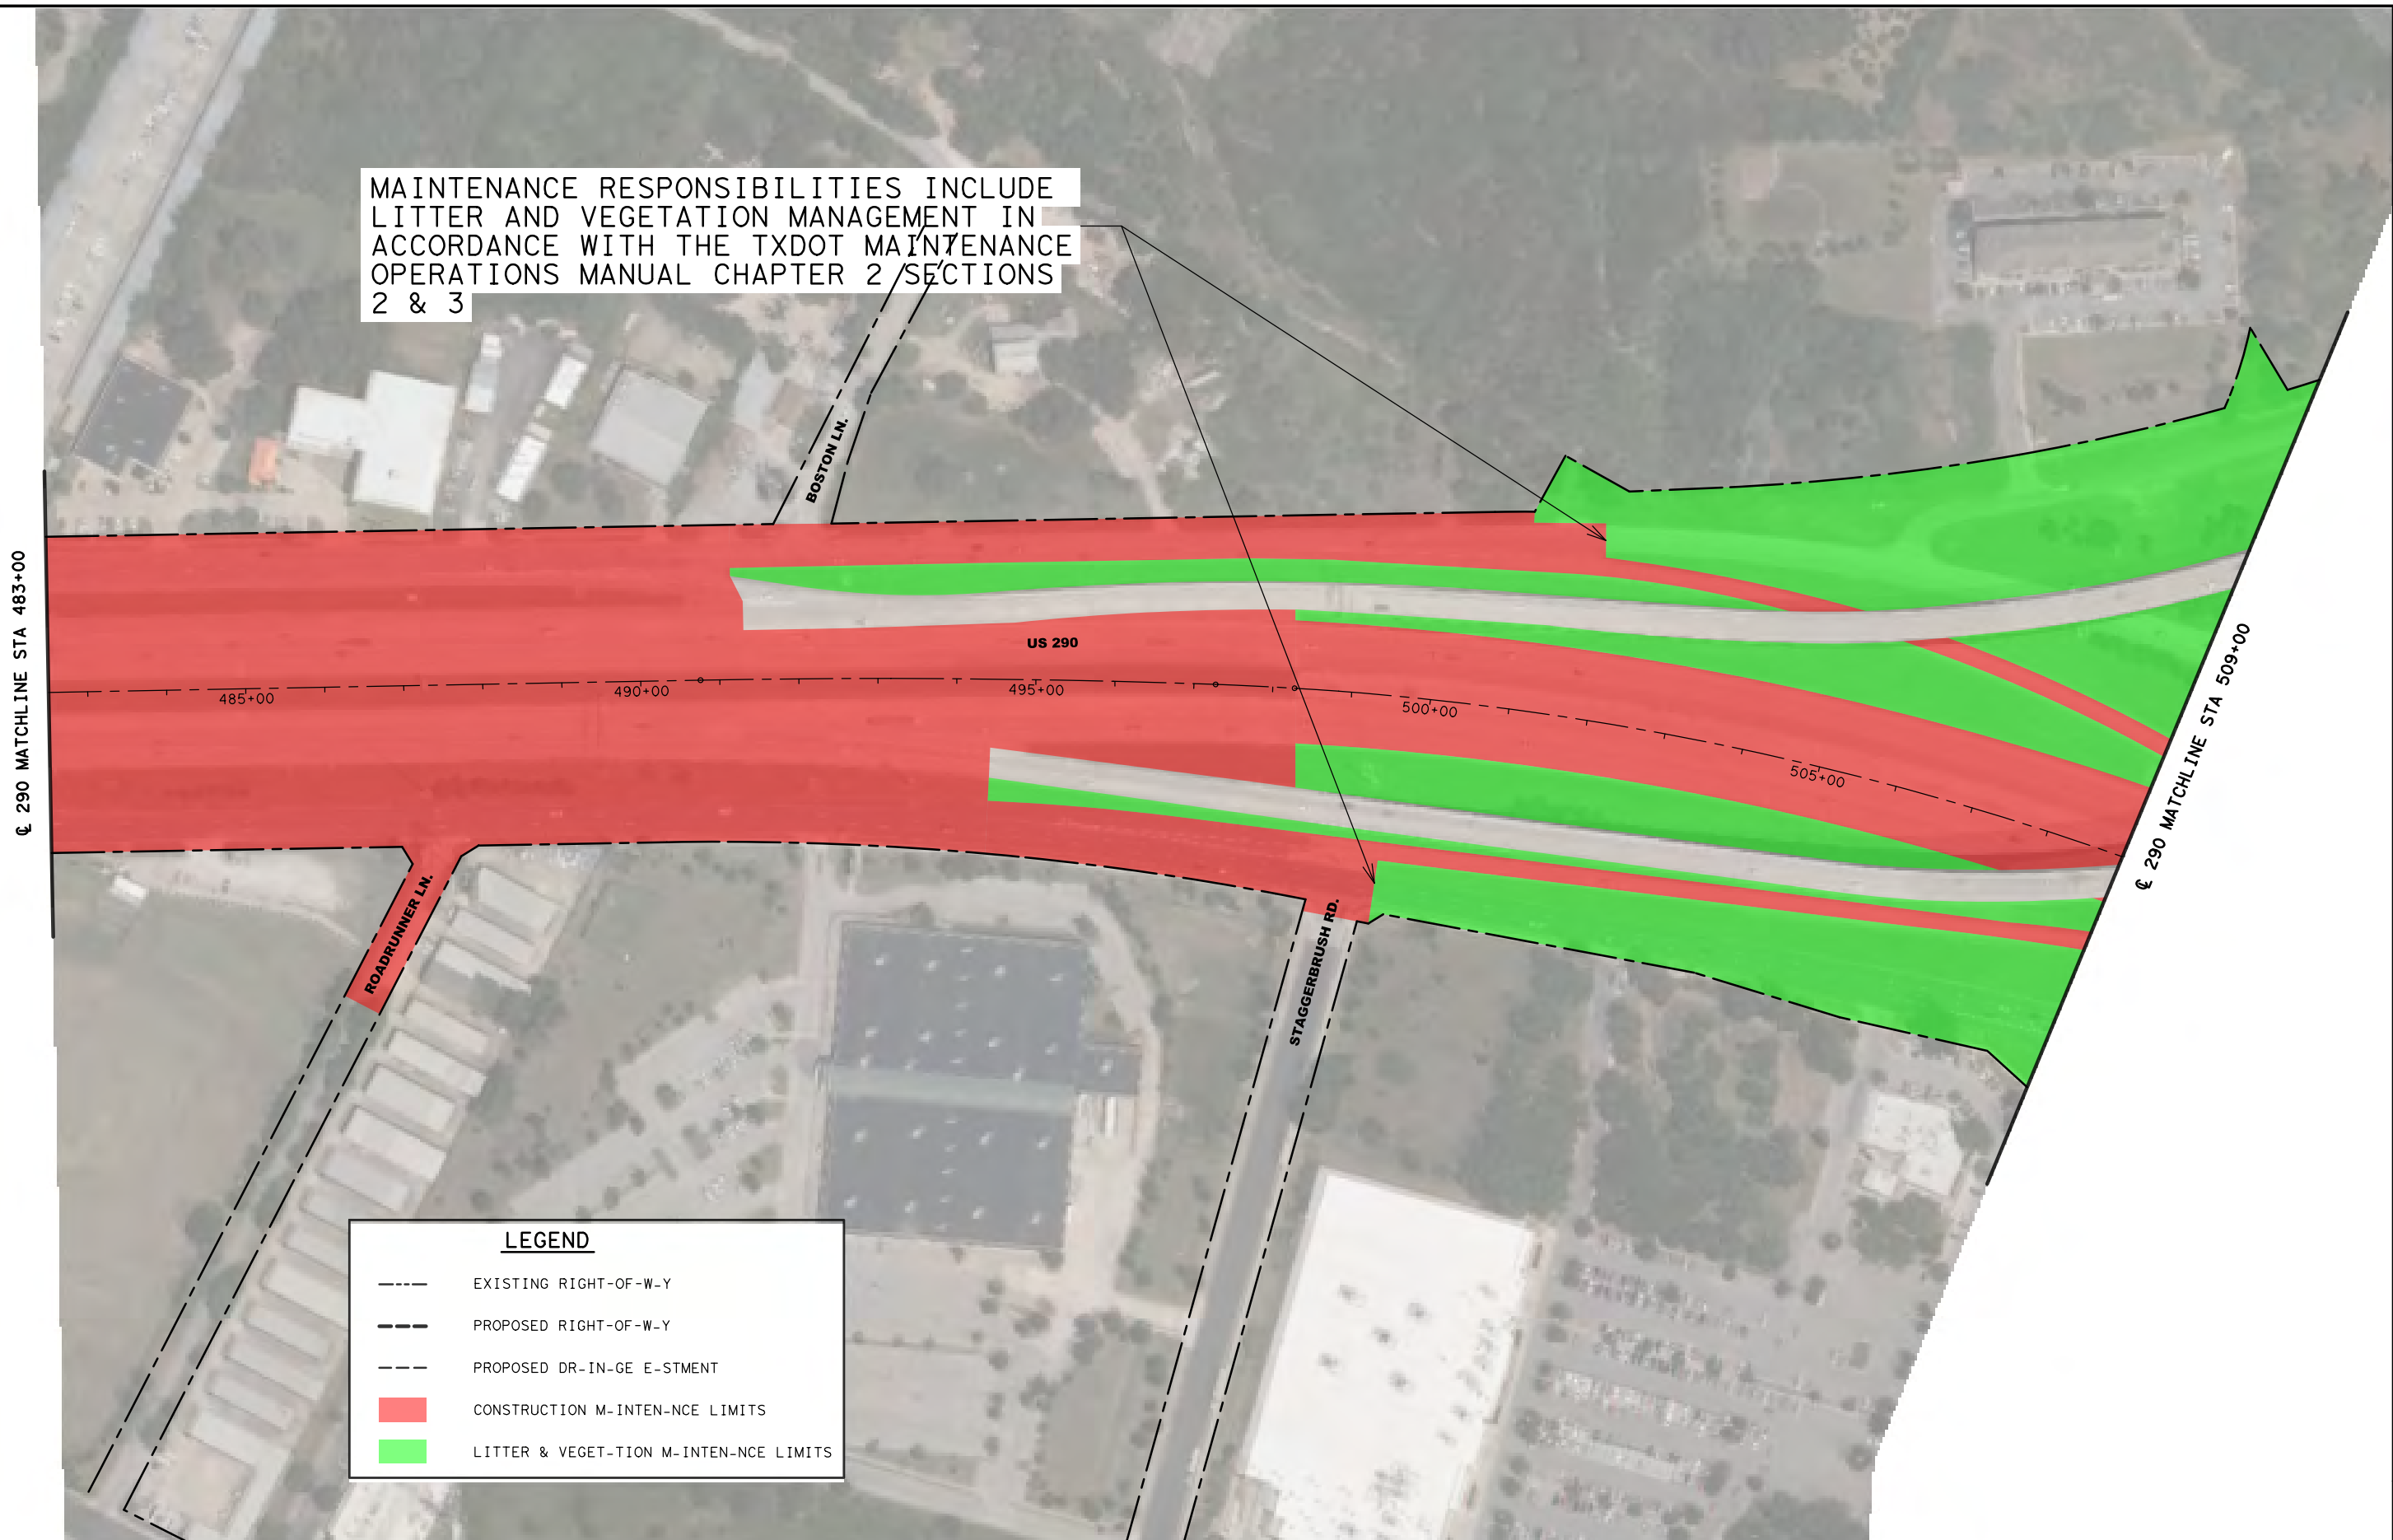 MAINTENANCE RESPONSIBILITIES INCLUDE
LITTER AND VEGETATION MANAGEMENT IN
ACCORDANCE WITH THE TXDOT MAINTENANCE
OPERATIONS MANUAL CHAPTER 2 SECTIONS
2 & 3
BOSTON LN.
℄ 290 MATCHLINE STA 483+00
US 290
485+00
490+00
495+00
500+00
505+00
℄ 290 MATCHLINE STA 509+00
ROADRUNNER LN.
STAGGERBRUSH RD.
LEGEND
EXISTING RIGHT-OF-W-Y
PROPOSED RIGHT-OF-W-Y
PROPOSED DR-IN-GE E-STMENT
CONSTRUCTION M-INTEN-NCE LIMITS
LITTER & VEGET-TION M-INTEN-NCE LIMITS